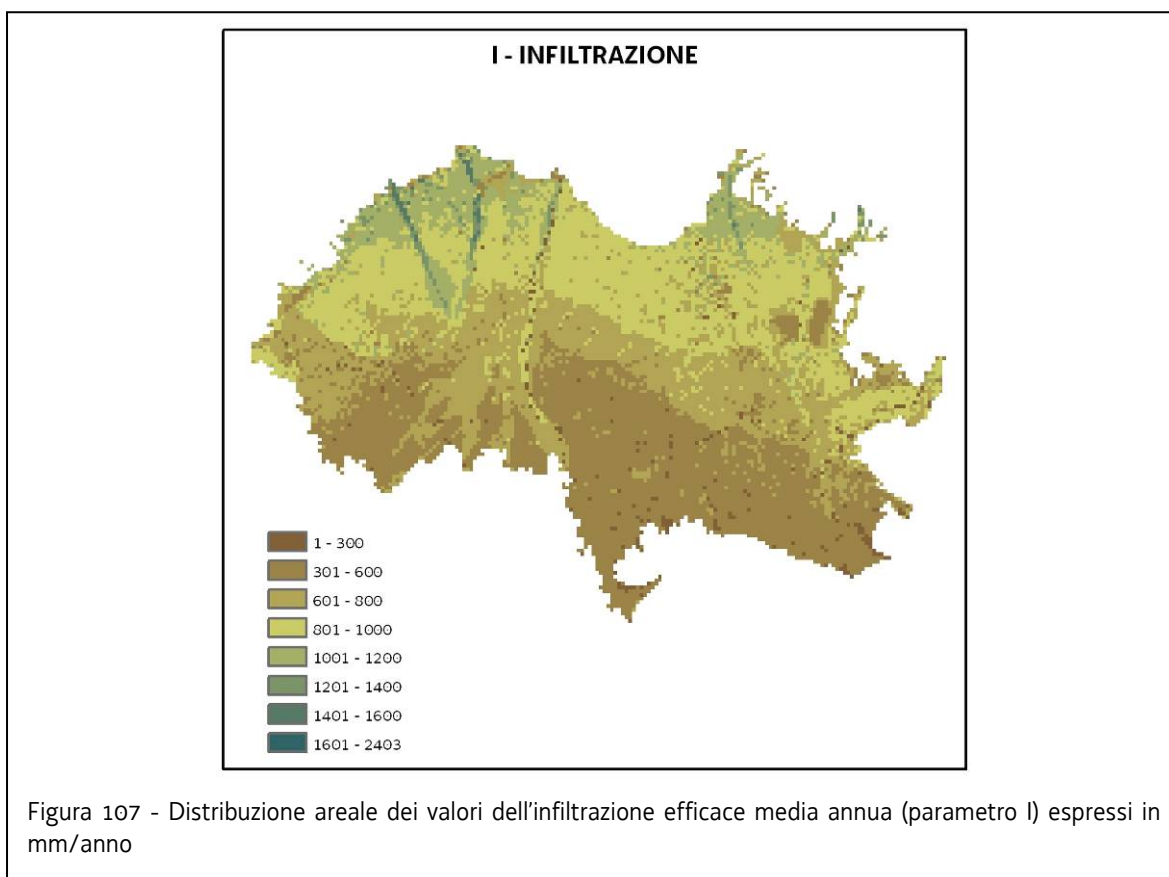 I - INFILTRAZIONE
1 - 300
301 - 600
601 - 800
801 - 1000
1001 - 1200
1201 - 1400
1401 - 1600
1601 - 2403
Figura 107 - Distribuzione areale dei valori dell'infiltrazione efficace media annua (parametro I) espressi in
mm/anno